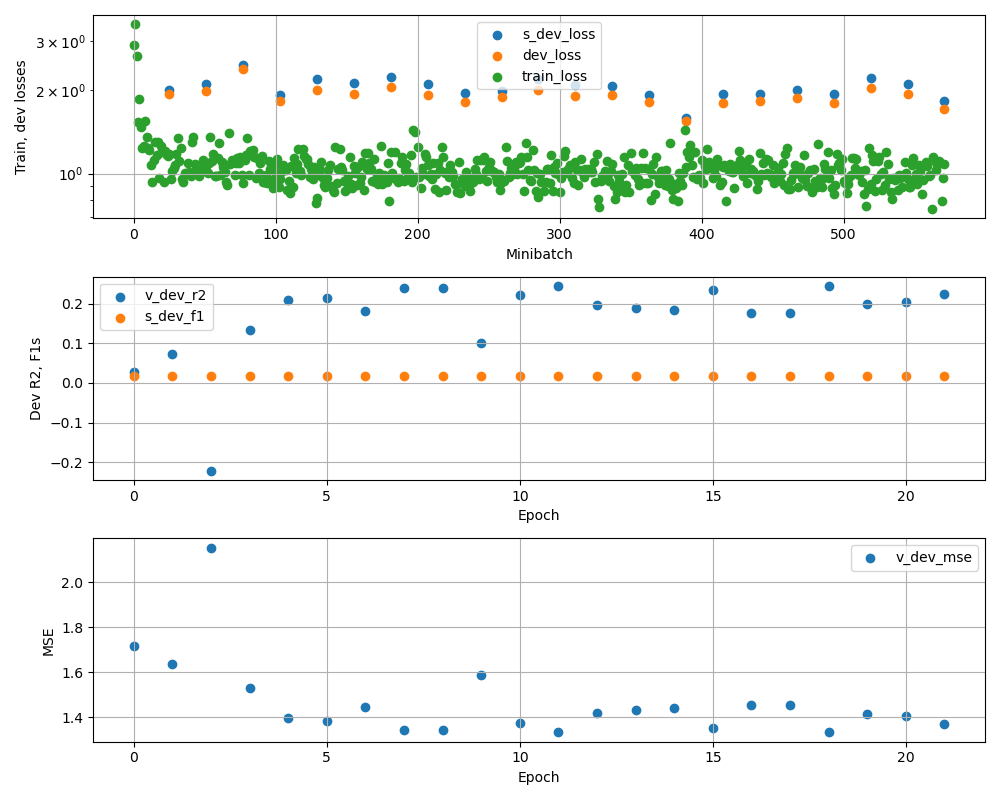 Train, dev losses
3 × 10⁰
2 × 10⁰
10⁰
s_dev_loss
dev_loss
train_loss
0 100 200 300 400 500
Minibatch
Dev R2, F1s
0.2
0.1
0.0
−0.1
−0.2
v_dev_r2
s_dev_f1
0 5 10 15 20
Epoch
MSE
2.0
1.8
1.6
1.4
v_dev_mse
0 5 10 15 20
Epoch